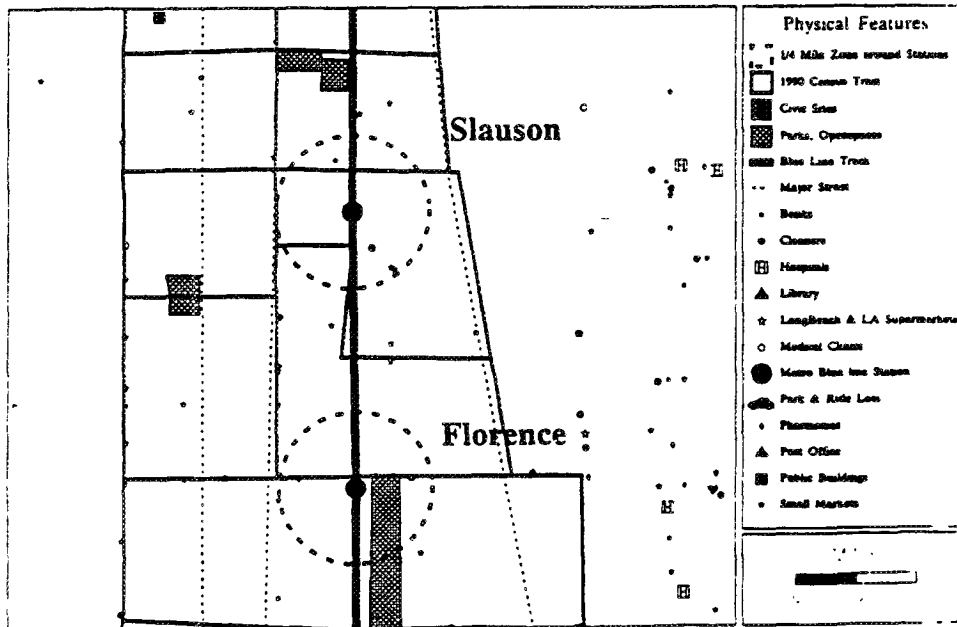 Slauson
Florence
H
H
H
H
Physical Features
1/4 Mile Zone around Stations
1990 Census Tract
Civic Sites
Parks, Openspaces
Blue Line Track
Major Street
Banks
Cleaners
H Hospitals
Library
LongBeach & L.A Supermarkets
Medical Clinics
Metro Blue line Station
Park & Ride Lots
Pharmacies
Post Office
Public Buildings
Small Markets